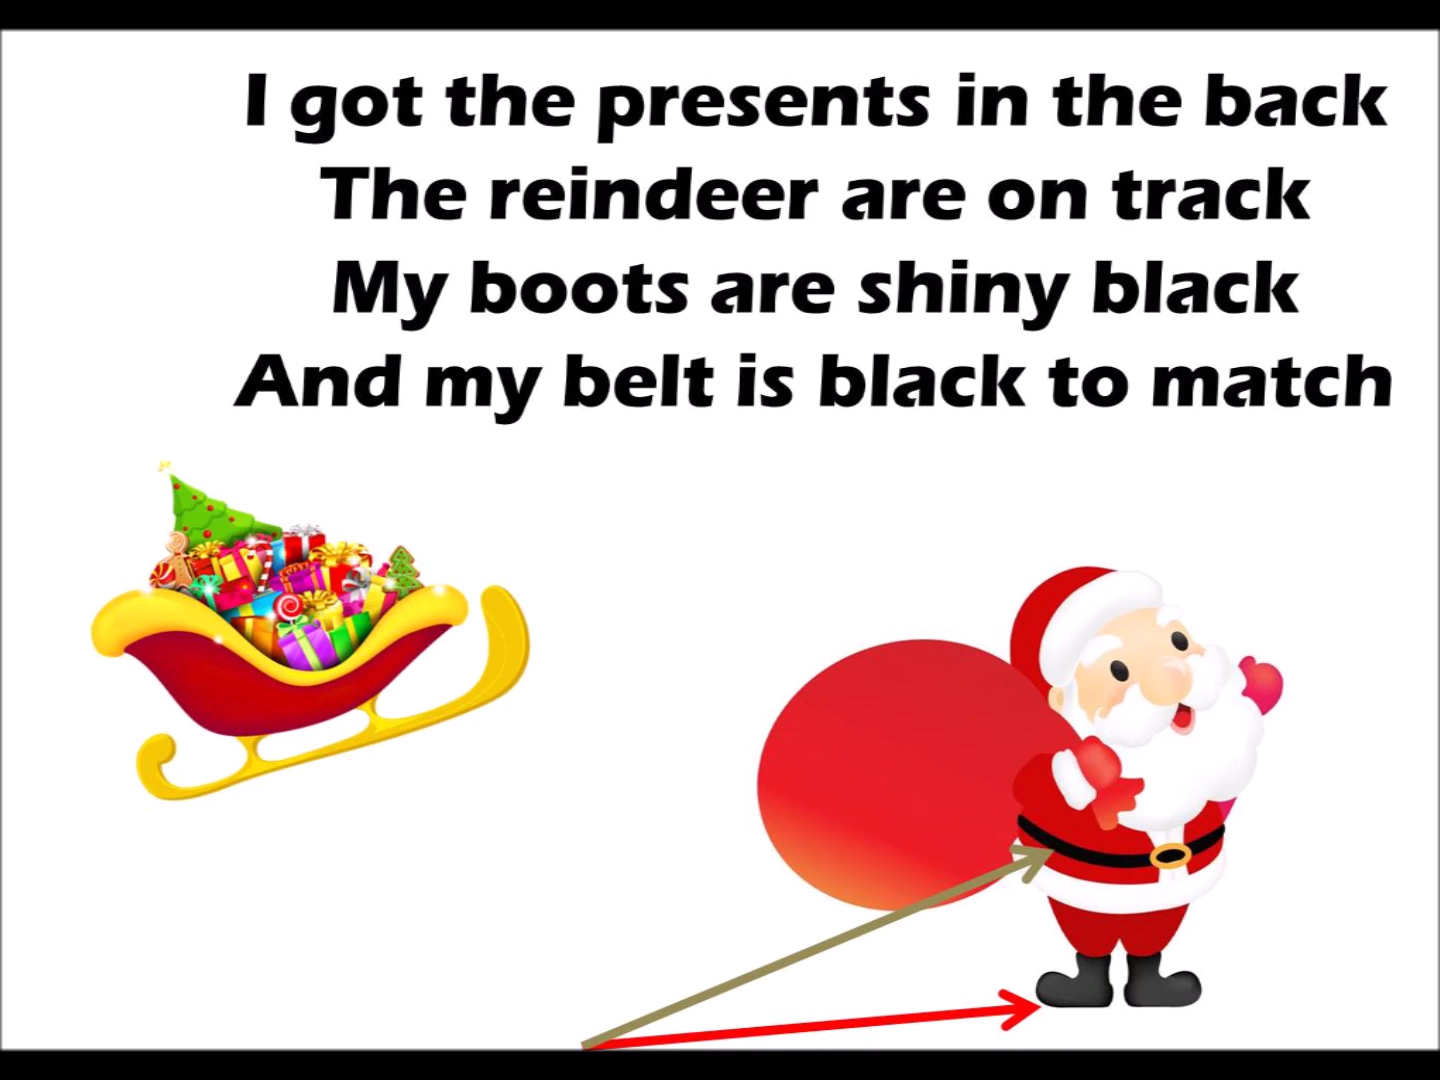 I got the presents in the back
The reindeer are on track
My boots are shiny black
And my belt is black to match